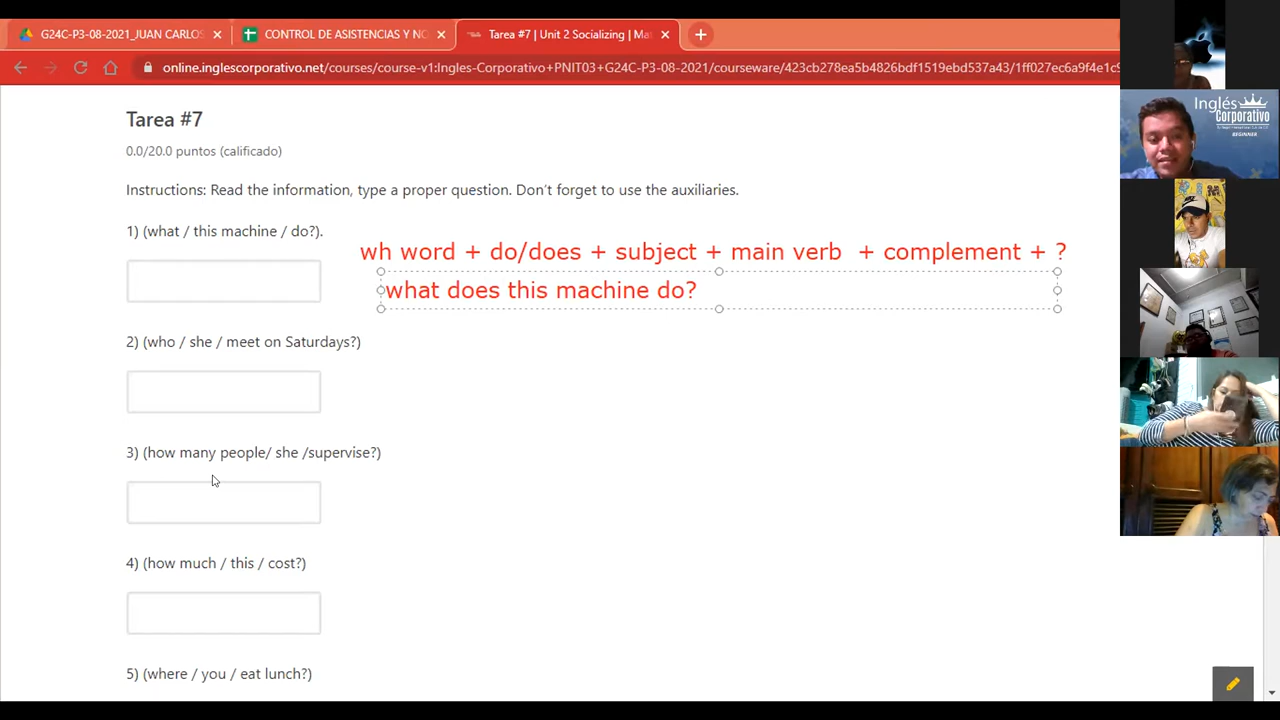 G24C-P3-08-2021_JUAN CARLOS
CONTROL DE ASISTENCIAS Y NO
Tarea #7 | Unit 2 Socializing | Ma
online.inglescorporativo.net/courses/course-v1:Ingles-Corporativo+PNIT03+G24C-P3-08-2021/courseware/423cb278ea5b4826bdf1519ebd537a43/1ff027ec6a9f4e1c9
Tarea #7
0.0/20.0 puntos (calificado)
Instructions: Read the information, type a proper question. Don't forget to use the auxiliaries.
1) (what / this machine / do?).
wh word + do/does + subject + main verb + complement + ?
what does this machine do?
2) (who / she / meet on Saturdays?)
3) (how many people/ she /supervise?)
4) (how much / this / cost?)
5) (where / you / eat lunch?)
Inglés
Corporativo
BEGINNER